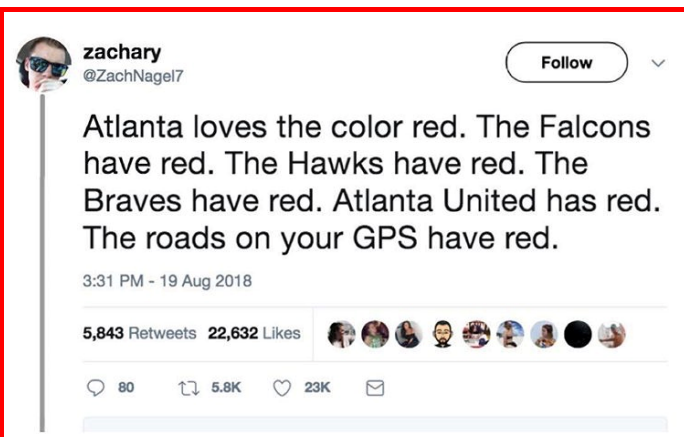 zachary
@ZachNagel7
Follow
Atlanta loves the color red. The Falcons
have red. The Hawks have red. The
Braves have red. Atlanta United has red.
The roads on your GPS have red.
3:31 PM - 19 Aug 2018
5,843 Retweets 22,632 Likes
80 5.8K 23K